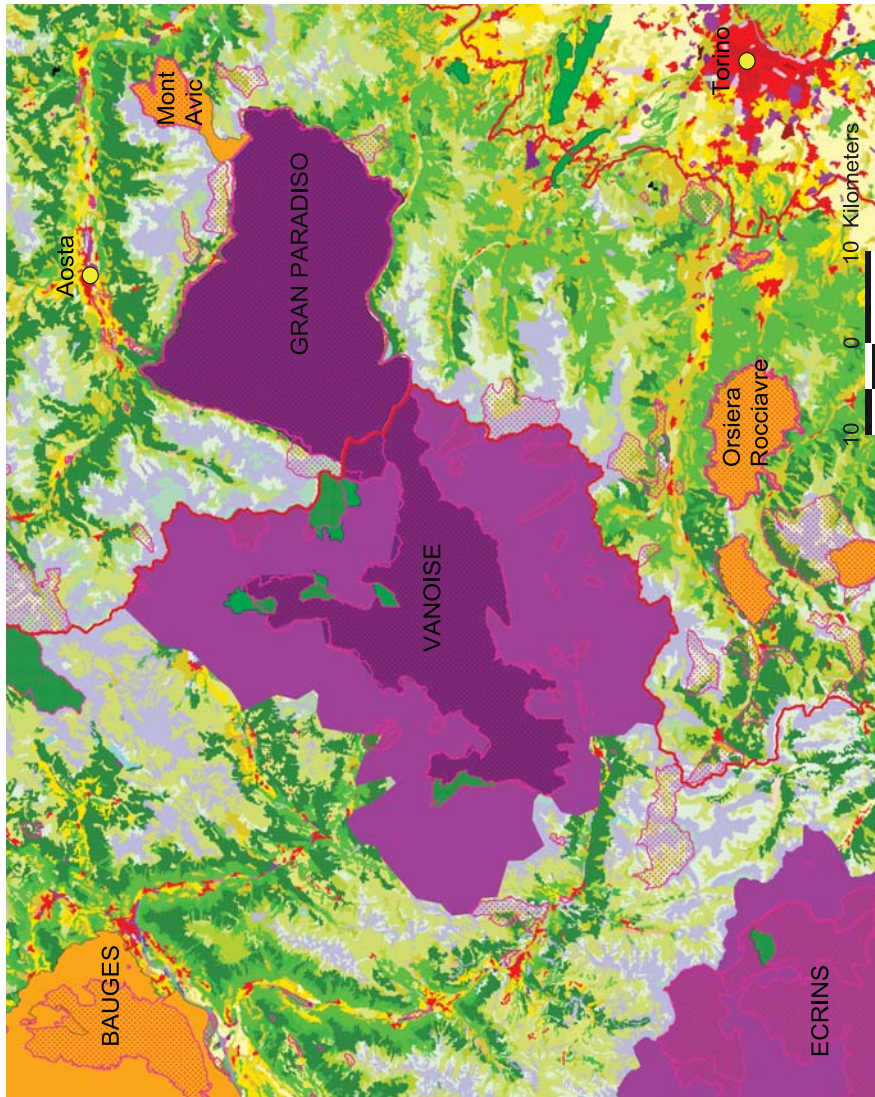 BAUGES
ECRINS
VANOISE
GRAN PARADISO
Aosta
Mont
Avic
Orsiera
Rocciavre
Torino
10 0 10 Kilometers